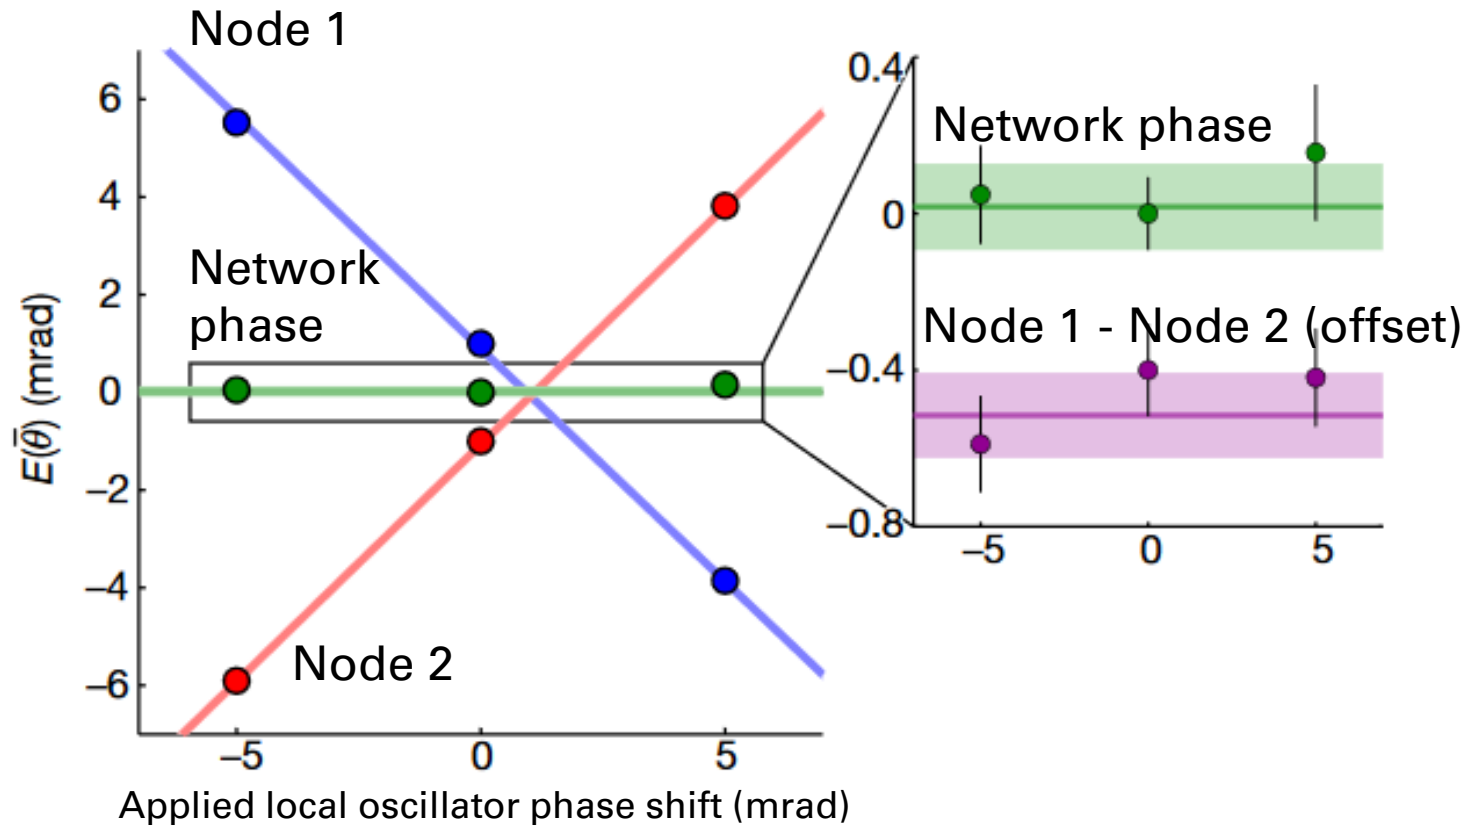 Node 1
6
4
2
0
−2
−4
−6
E(θ̄) (mrad)
Network
phase
Node 2
−5 0 5
Applied local oscillator phase shift (mrad)
0.4
0
−0.4
−0.8
Network phase
Node 1 - Node 2 (offset)
−5 0 5